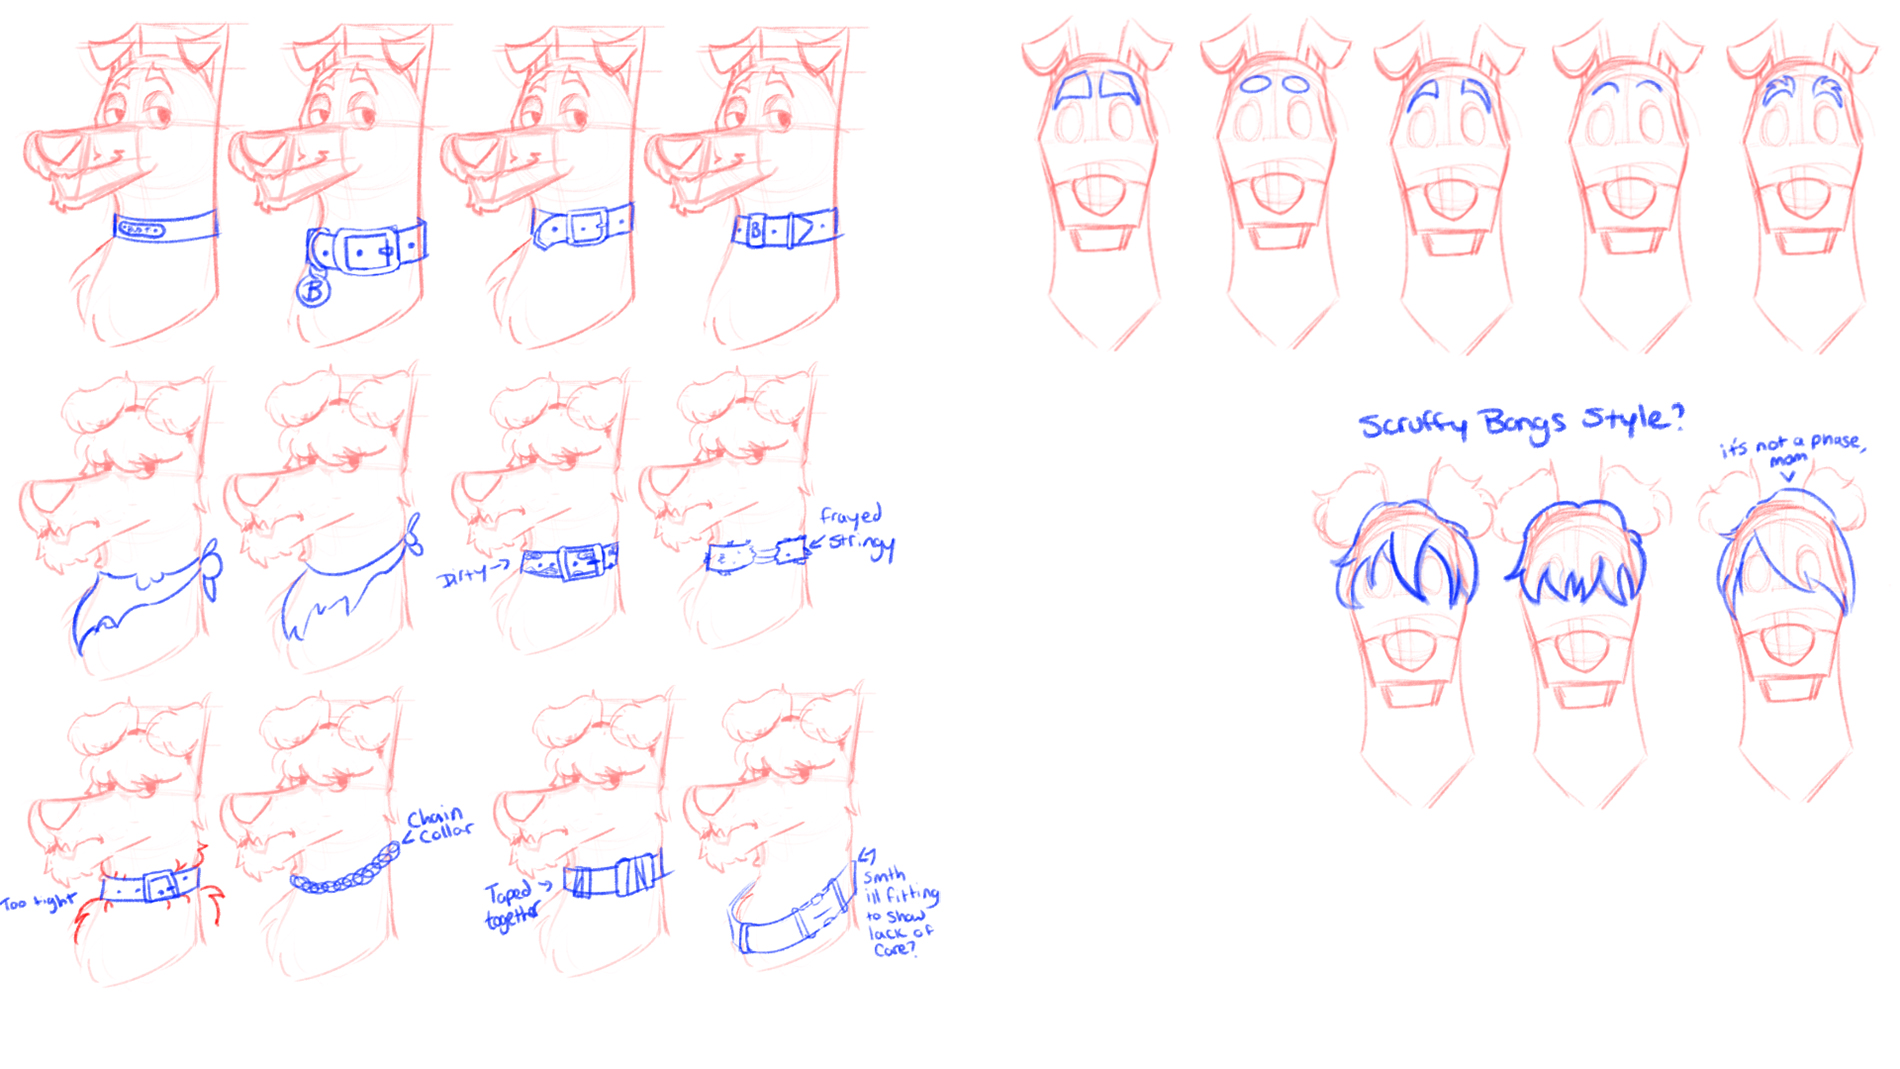 B
B
Scruffy Bangs Style?
it's not a phase,
mom
Dirty
frayed
stringy
Too tight
Chain
Collar
Taped
together
Smth
ill fitting
to show
lack of
Care?